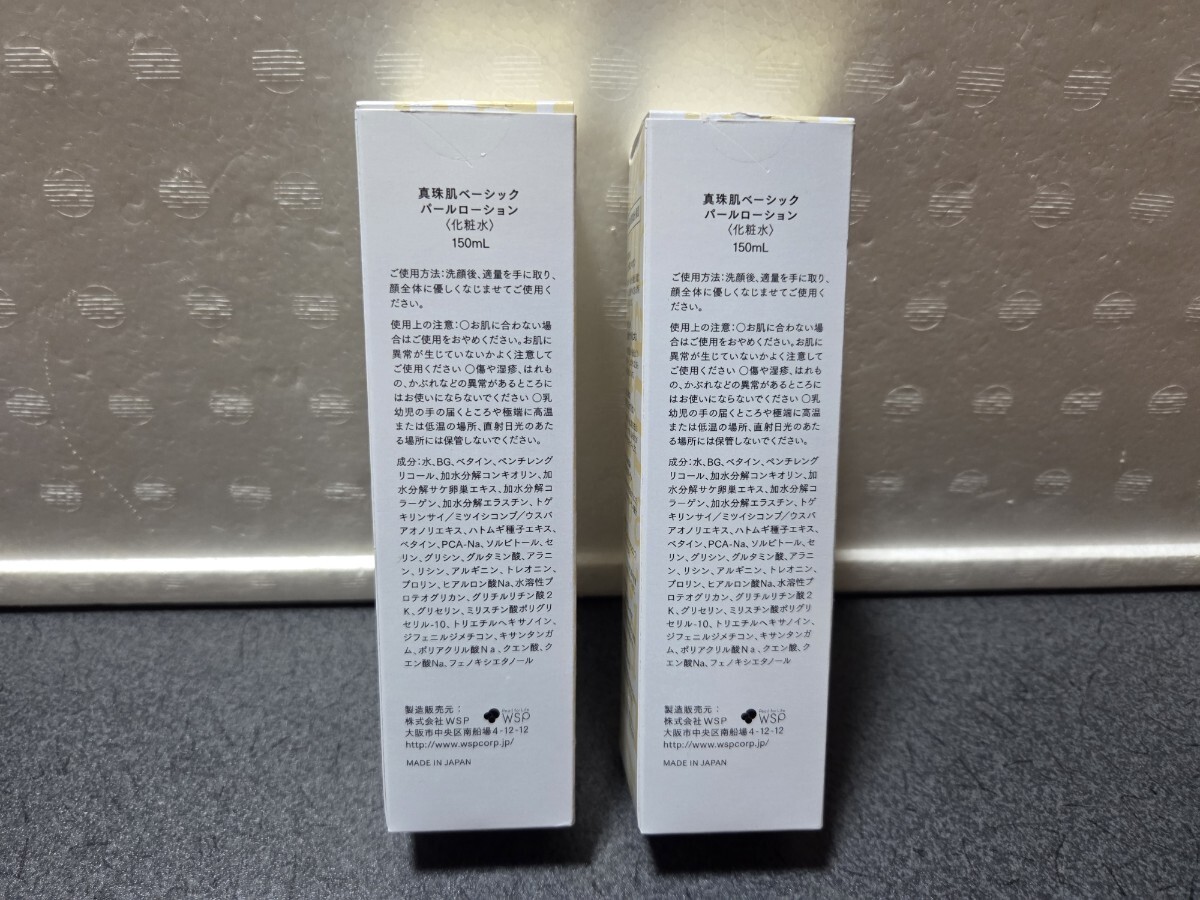 真珠肌ベーシック
パールローション
〈化粧水〉
150mL
ご使用方法:洗顔後、適量を手に取り、
顔全体に優しくなじませてご使用く
ださい。
使用上の注意:〇お肌に合わない場
合はご使用をおやめください。お肌に
異常が生じていないかよく注意して
ご使用ください 〇傷や湿疹、はれも
の、かぶれなどの異常があるところに
はお使いにならないでください 〇乳
幼児の手の届くところや極端に高温
または低温の場所、直射日光のあた
る場所には保管しないでください。
成分:水、BG、ベタイン、ペンチレング
リコール、加水分解コンキオリン、加
水分解サケ卵巣エキス、加水分解コ
ラーゲン、加水分解エラスチン、トゲ
キリンサイ/ミツイシコンブ/ウスバ
アオノリエキス、ハトムギ種子エキス、
ベタイン、PCA-Na、ソルビトール、セ
リン、グリシン、グルタミン酸、アラニ
ン、リシン、アルギニン、トレオニン、
プロリン、ヒアルロン酸Na、水溶性プ
ロテオグリカン、グリチルリチン酸2
K、グリセリン、ミリスチン酸ポリグリ
セリル-10、トリエチルヘキサノイン、
ジフェニルジメチコン、キサンタンガ
ム、ポリアクリル酸Na、クエン酸、ク
エン酸Na、フェノキシエタノール
製造販売元:
株式会社WSP
Pearl for Life
WSP
大阪市中央区南船場4-12-12
http://www.wspcorp.jp/
MADE IN JAPAN
真珠肌ベーシック
パールローション
〈化粧水〉
150mL
ご使用方法:洗顔後、適量を手に取り、
顔全体に優しくなじませてご使用く
ださい。
使用上の注意:〇お肌に合わない場
合はご使用をおやめください。お肌に
異常が生じていないかよく注意して
ご使用ください 〇傷や湿疹、はれも
の、かぶれなどの異常があるところに
はお使いにならないでください 〇乳
幼児の手の届くところや極端に高温
または低温の場所、直射日光のあた
る場所には保管しないでください。
成分:水、BG、ベタイン、ペンチレング
リコール、加水分解コンキオリン、加
水分解サケ卵巣エキス、加水分解コ
ラーゲン、加水分解エラスチン、トゲ
キリンサイ/ミツイシコンブ/ウスバ
アオノリエキス、ハトムギ種子エキス、
ベタイン、PCA-Na、ソルビトール、セ
リン、グリシン、グルタミン酸、アラニ
ン、リシン、アルギニン、トレオニン、
プロリン、ヒアルロン酸Na、水溶性プ
ロテオグリカン、グリチルリチン酸2
K、グリセリン、ミリスチン酸ポリグリ
セリル-10、トリエチルヘキサノイン、
ジフェニルジメチコン、キサンタンガ
ム、ポリアクリル酸Na、クエン酸、ク
エン酸Na、フェノキシエタノール
製造販売元:
株式会社WSP
Pearl for Life
WSP
大阪市中央区南船場4-12-12
http://www.wspcorp.jp/
MADE IN JAPAN